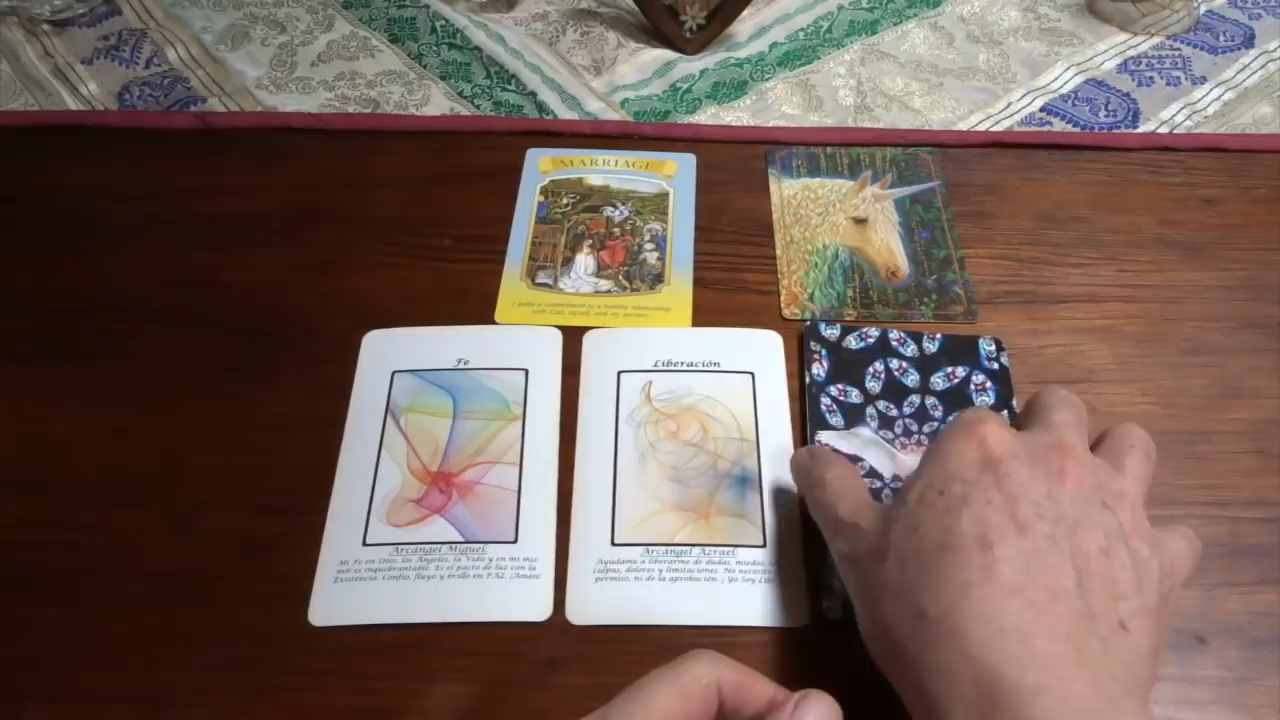 MARRIAGE
I make a commitment to a healthy relationship
with God, myself, and my partner.
Fe
Arcángel Miguel
Mi Fe en Dios, los Ángeles, la Vida y en mi mis-
mo es inquebrantable. Es el pacto de luz con la
Existencia. Confío, fluyo y brillo en PAZ. ¡Amén!
Liberación
Arcángel Azrael
Ayúdame a liberarme de dudas, miedos,
culpas, dolores y limitaciones. No necesito
permiso, ni de la aprobación. ¡ Yo Soy